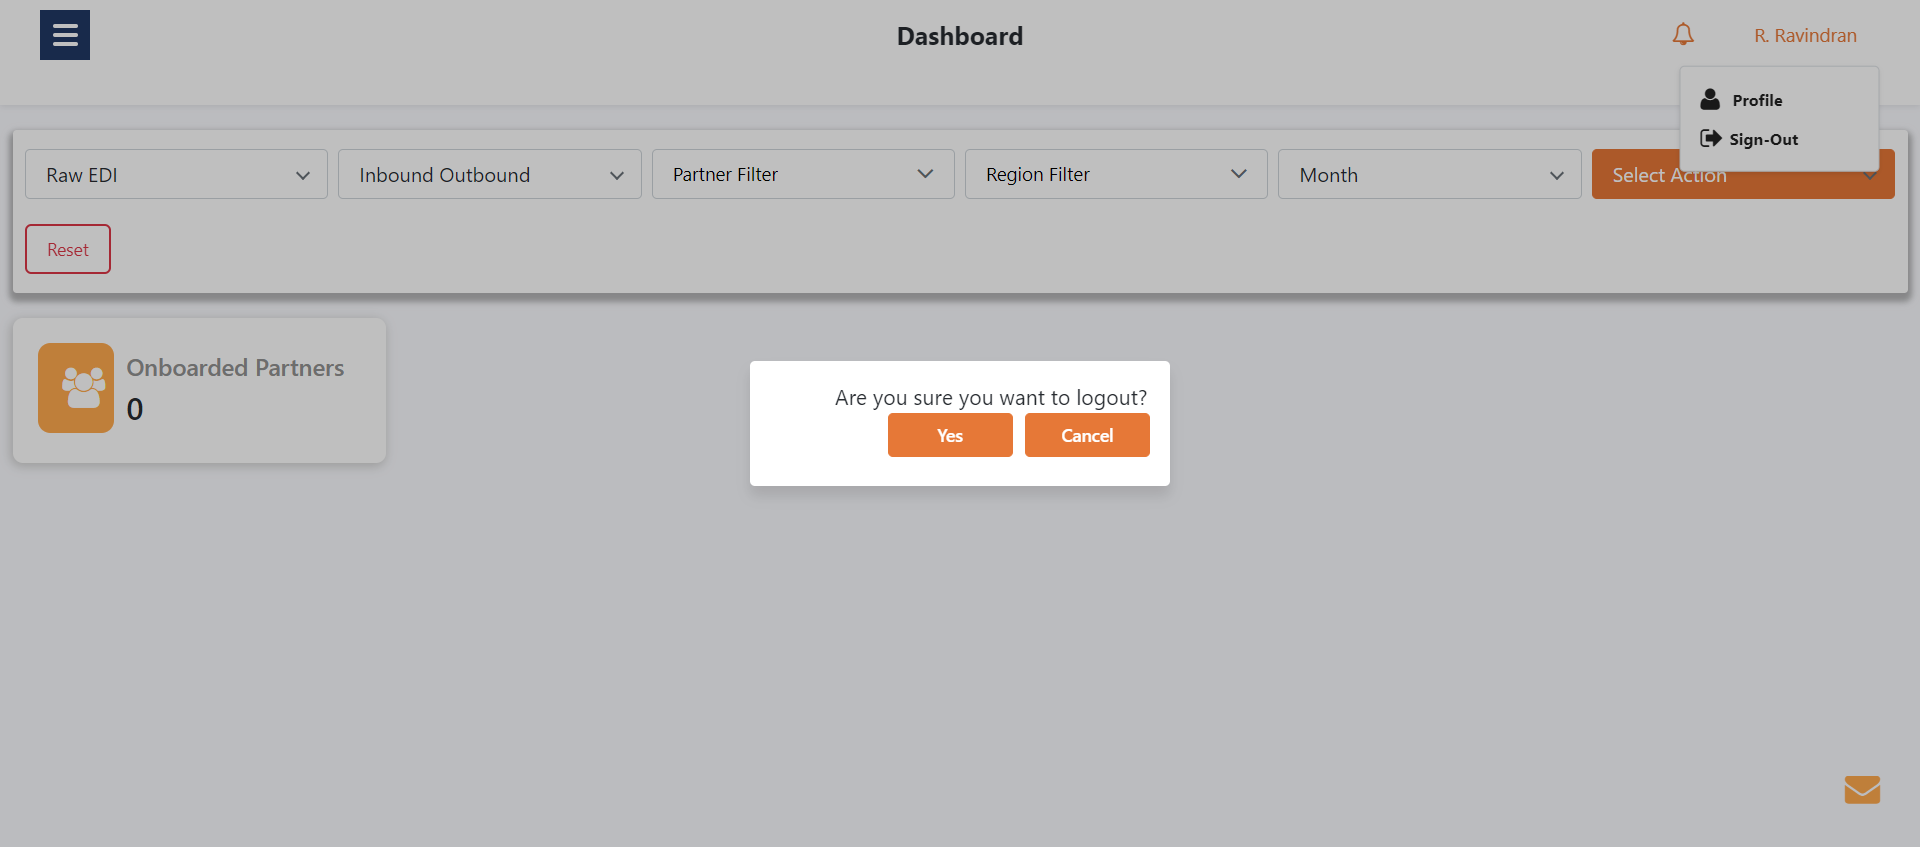 Dashboard
R. Ravindran
Profile
Sign-Out
Raw EDI
Inbound Outbound
Partner Filter
Region Filter
Month
Select Action
Reset
Onboarded Partners
0
Are you sure you want to logout?
Yes
Cancel